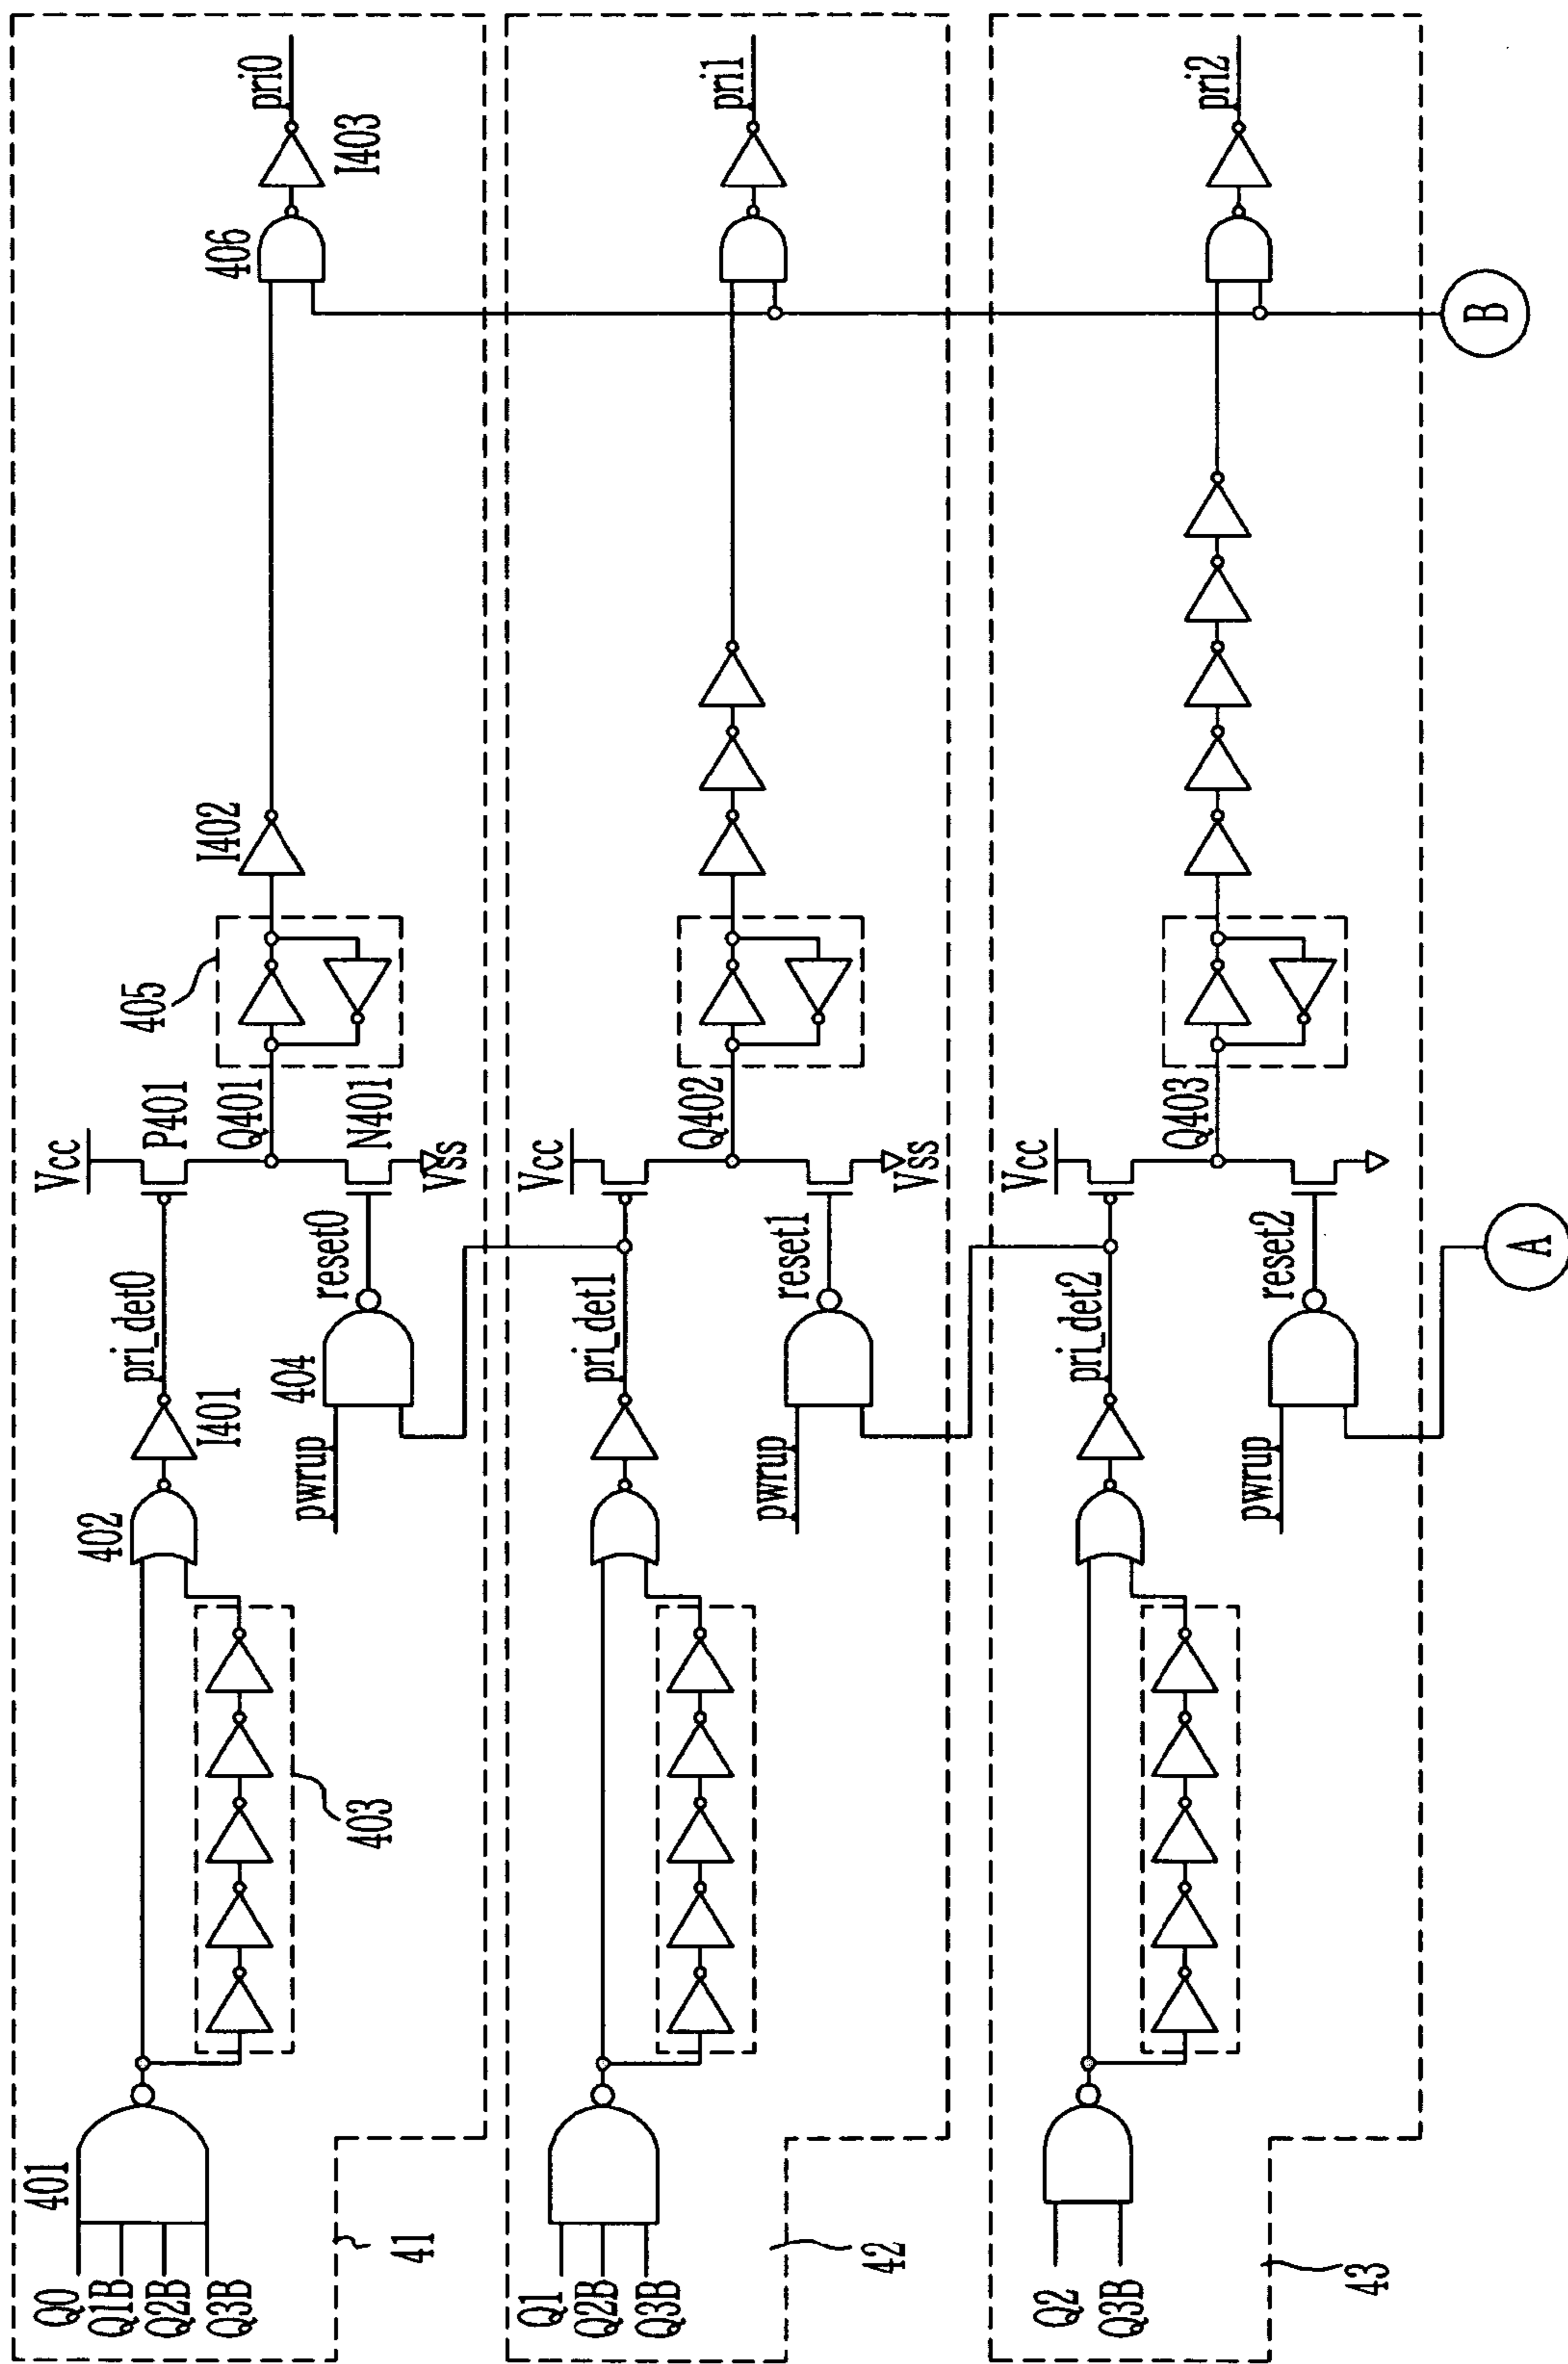 Q0
Q1B
Q2B
Q3B
401
402
403
I401
pri_det0
pwrup
404
reset0
Vcc
P401
Q401
N401
Vss
405
I402
406
I403
pri0
41
Q1
Q2B
Q3B
pri_det1
pwrup
reset1
Vcc
Q402
Vss
pri1
42
Q2
Q3B
pri_det2
pwrup
reset2
Vcc
Q403
pri2
43
A
B